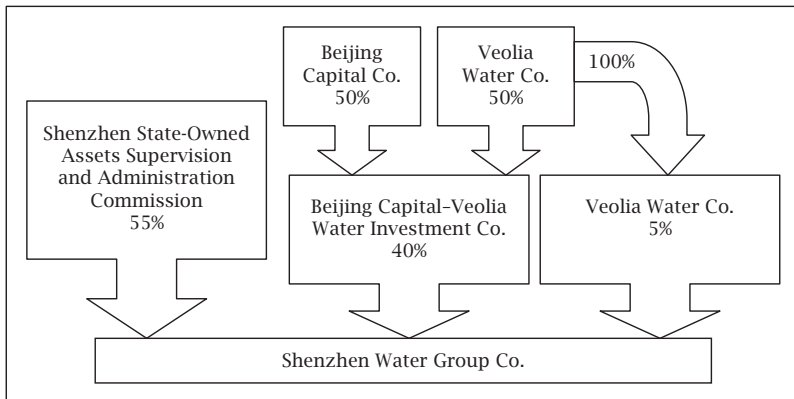 Beijing
Capital Co.
50%
Veolia
Water Co.
50%
100%
Shenzhen State-Owned
Assets Supervision
and Administration
Commission
55%
Beijing Capital–Veolia
Water Investment Co.
40%
Veolia Water Co.
5%
Shenzhen Water Group Co.